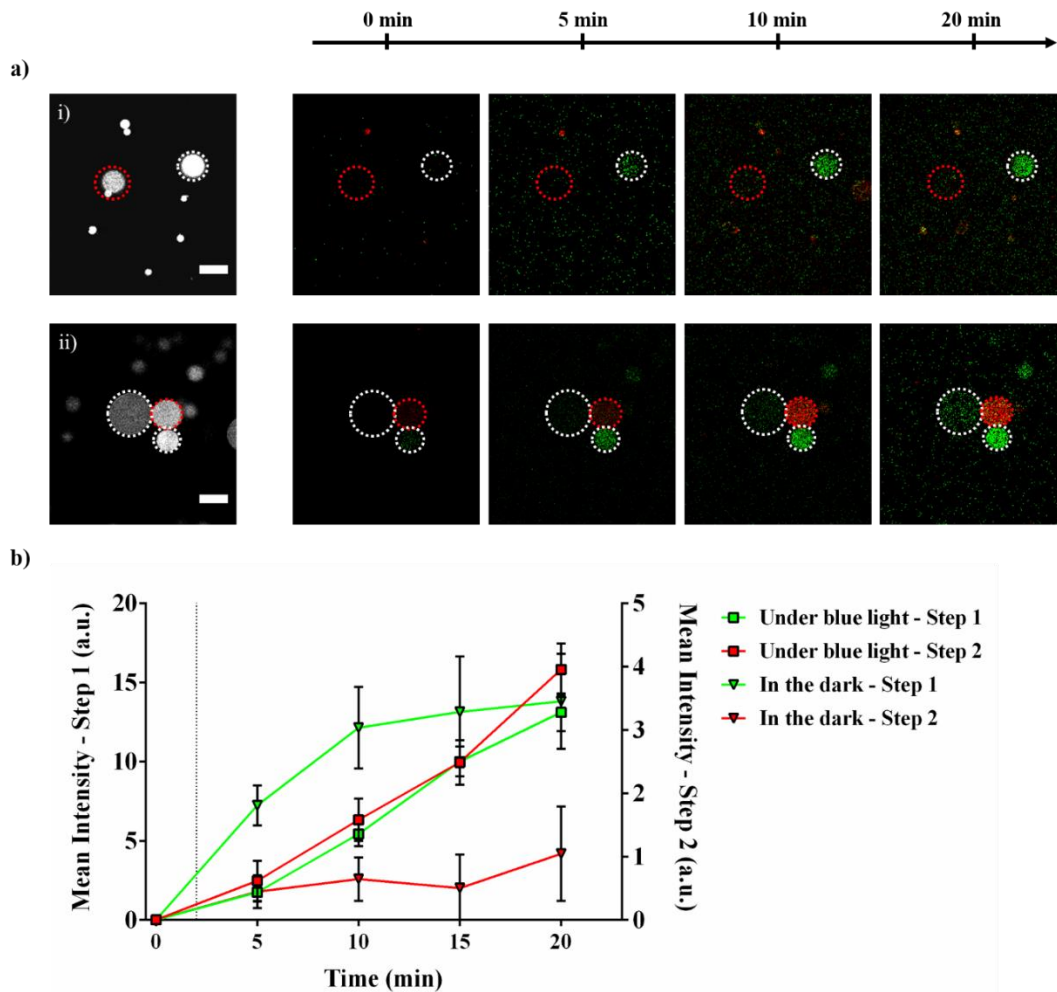 0 min 5 min 10 min 20 min
a)
i)
ii)
b)
Mean Intensity - Step 1 (a.u.)
20
15
10
5
0
0 5 10 15 20
Time (min)
5
4
3
2
1
0
Mean Intensity - Step 2 (a.u.)
Under blue light - Step 1
Under blue light - Step 2
In the dark - Step 1
In the dark - Step 2